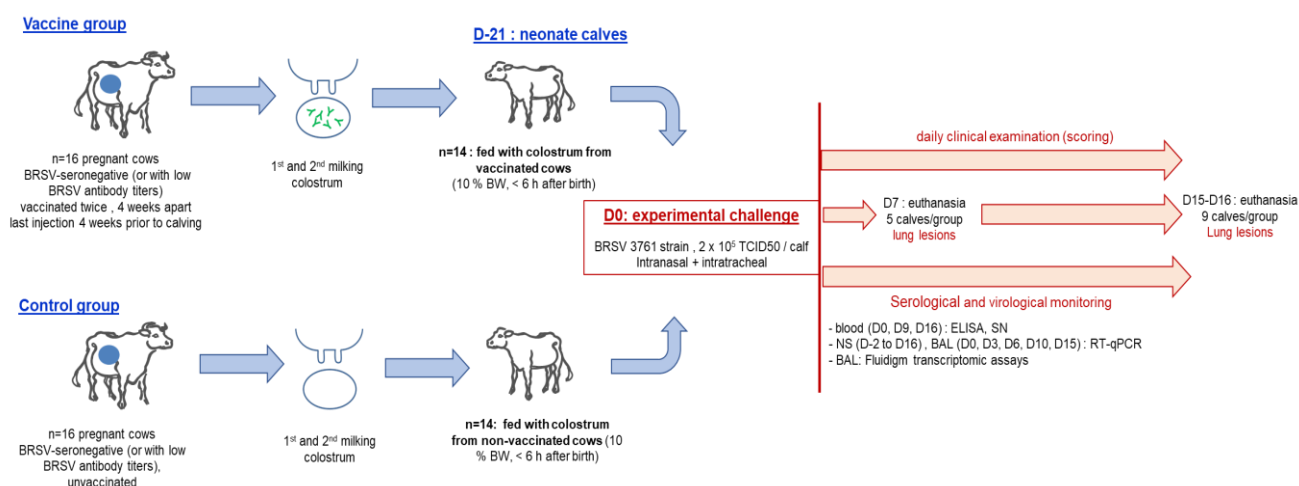 Vaccine group
n=16 pregnant cows
BRSV-seronegative (or with low
BRSV antibody titers)
vaccinated twice , 4 weeks apart
last injection 4 weeks prior to calving
1st and 2nd milking
colostrum
D-21 : neonate calves
n=14 : fed with colostrum from
vaccinated cows
(10 % BW, < 6 h after birth)
Control group
n=16 pregnant cows
BRSV-seronegative (or with low
BRSV antibody titers),
unvaccinated
1st and 2nd milking
colostrum
n=14: fed with colostrum
from non-vaccinated cows (10
% BW, < 6 h after birth)
D0: experimental challenge
BRSV 3761 strain , 2 x 10⁵ TCID50 / calf
Intranasal + intratracheal
daily clinical examination (scoring)
D7 : euthanasia
5 calves/group
lung lesions
D15-D16 : euthanasia
9 calves/group
Lung lesions
Serological and virological monitoring
- blood (D0, D9, D16) : ELISA, SN
- NS (D-2 to D16) , BAL (D0, D3, D6, D10, D15) : RT-qPCR
- BAL: Fluidigm transcriptomic assays